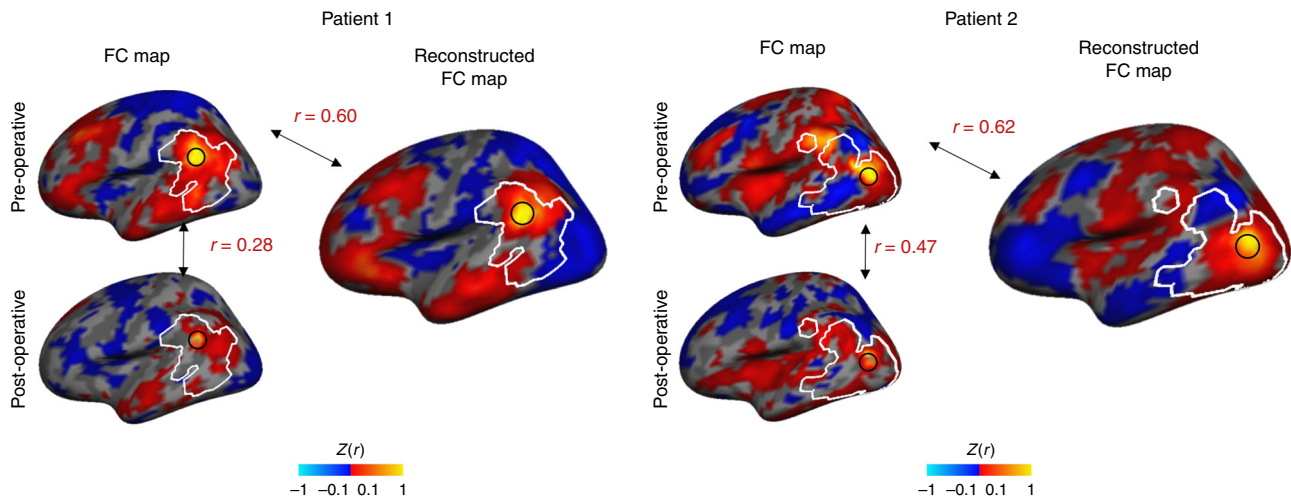 Patient 1
FC map
Reconstructed
FC map
Pre-operative
r = 0.60
r = 0.28
Post-operative
Z(r)
−1 −0.1 0.1 1
Patient 2
FC map
Reconstructed
FC map
Pre-operative
r = 0.62
r = 0.47
Post-operative
Z(r)
−1 −0.1 0.1 1